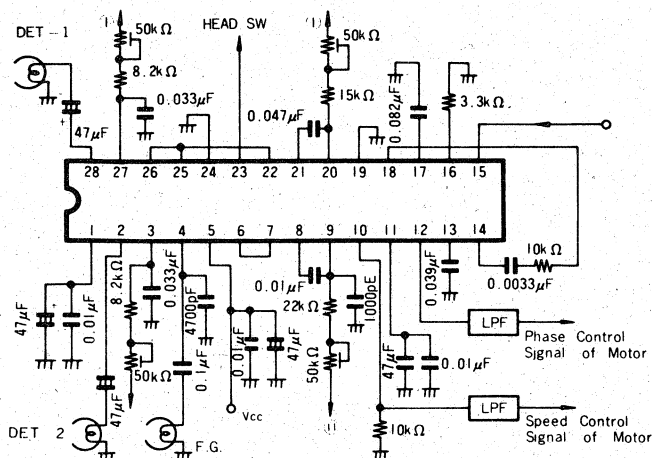 DET - 1
(1)
50kΩ
8.2kΩ
0.033μF
47μF
HEAD SW
(1)
50kΩ
15kΩ
0.047μF
0.082μF
3.3kΩ
28 27 26 25 24 23 22 21 20 19 18 17 16 15
1 2 3 4 5 6 7 8 9 10 11 12 13 14
47μF
0.01μF
8.2kΩ
0.033μF
4700pF
0.01μF
22kΩ
1000pE
0.039μF
0.0033μF
10kΩ
50kΩ
47μF
0.1μF
0.01μF
47μF
50kΩ
47μF
0.01μF
LPF
Phase Control
Signal of Motor
Vcc
DET 2
F.G.
(1)
10kΩ
LPF
Speed Control
Signal of Motor